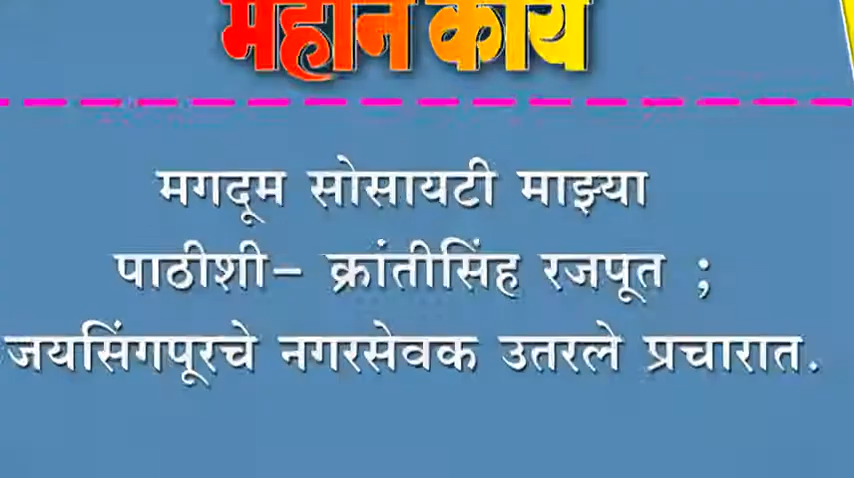 महान कार्य
मगदूम सोसायटी माझ्या
पाठीशी– क्रांतीसिंह रजपूत ;
जयसिंगपूरचे नगरसेवक उतरले प्रचारात.